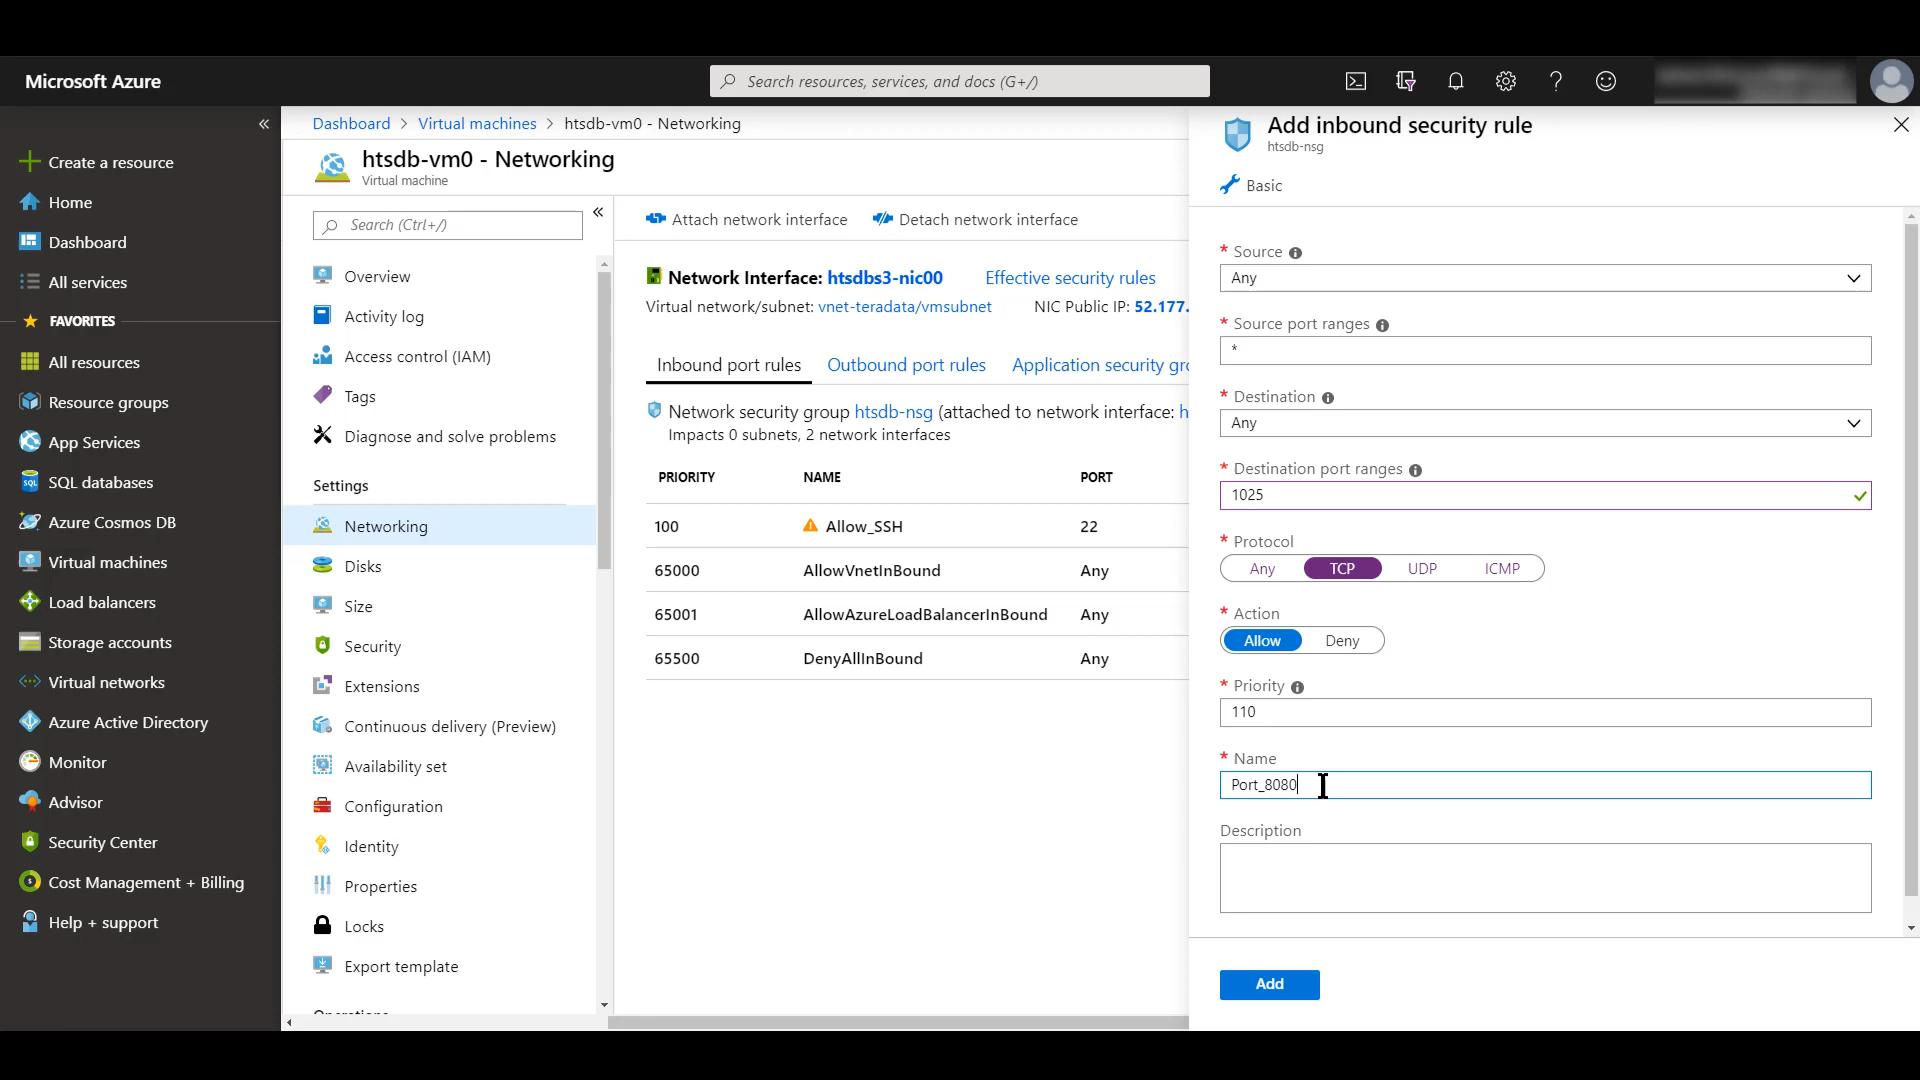 Microsoft Azure
Search resources, services, and docs (G+/)
Create a resource
Home
Dashboard
All services
FAVORITES
All resources
Resource groups
App Services
SQL databases
Azure Cosmos DB
Virtual machines
Load balancers
Storage accounts
Virtual networks
Azure Active Directory
Monitor
Advisor
Security Center
Cost Management + Billing
Help + support
Dashboard > Virtual machines > htsdb-vm0 - Networking
htsdb-vm0 - Networking
Virtual machine
Search (Ctrl+/)
Overview
Activity log
Access control (IAM)
Tags
Diagnose and solve problems
Settings
Networking
Disks
Size
Security
Extensions
Continuous delivery (Preview)
Availability set
Configuration
Identity
Properties
Locks
Export template
Attach network interface Detach network interface
Network Interface: htsdbs3-nic00 Effective security rules
Virtual network/subnet: vnet-teradata/vmsubnet NIC Public IP: 52.177.
Inbound port rules Outbound port rules Application security gro
Network security group htsdb-nsg (attached to network interface: h
Impacts 0 subnets, 2 network interfaces
PRIORITY NAME PORT
100 Allow_SSH 22
65000 AllowVnetInBound Any
65001 AllowAzureLoadBalancerInBound Any
65500 DenyAllInBound Any
Add inbound security rule
htsdb-nsg
Basic
* Source
Any
* Source port ranges
*
* Destination
Any
* Destination port ranges
1025
* Protocol
Any TCP UDP ICMP
* Action
Allow Deny
* Priority
110
* Name
Port_8080
Description
Add